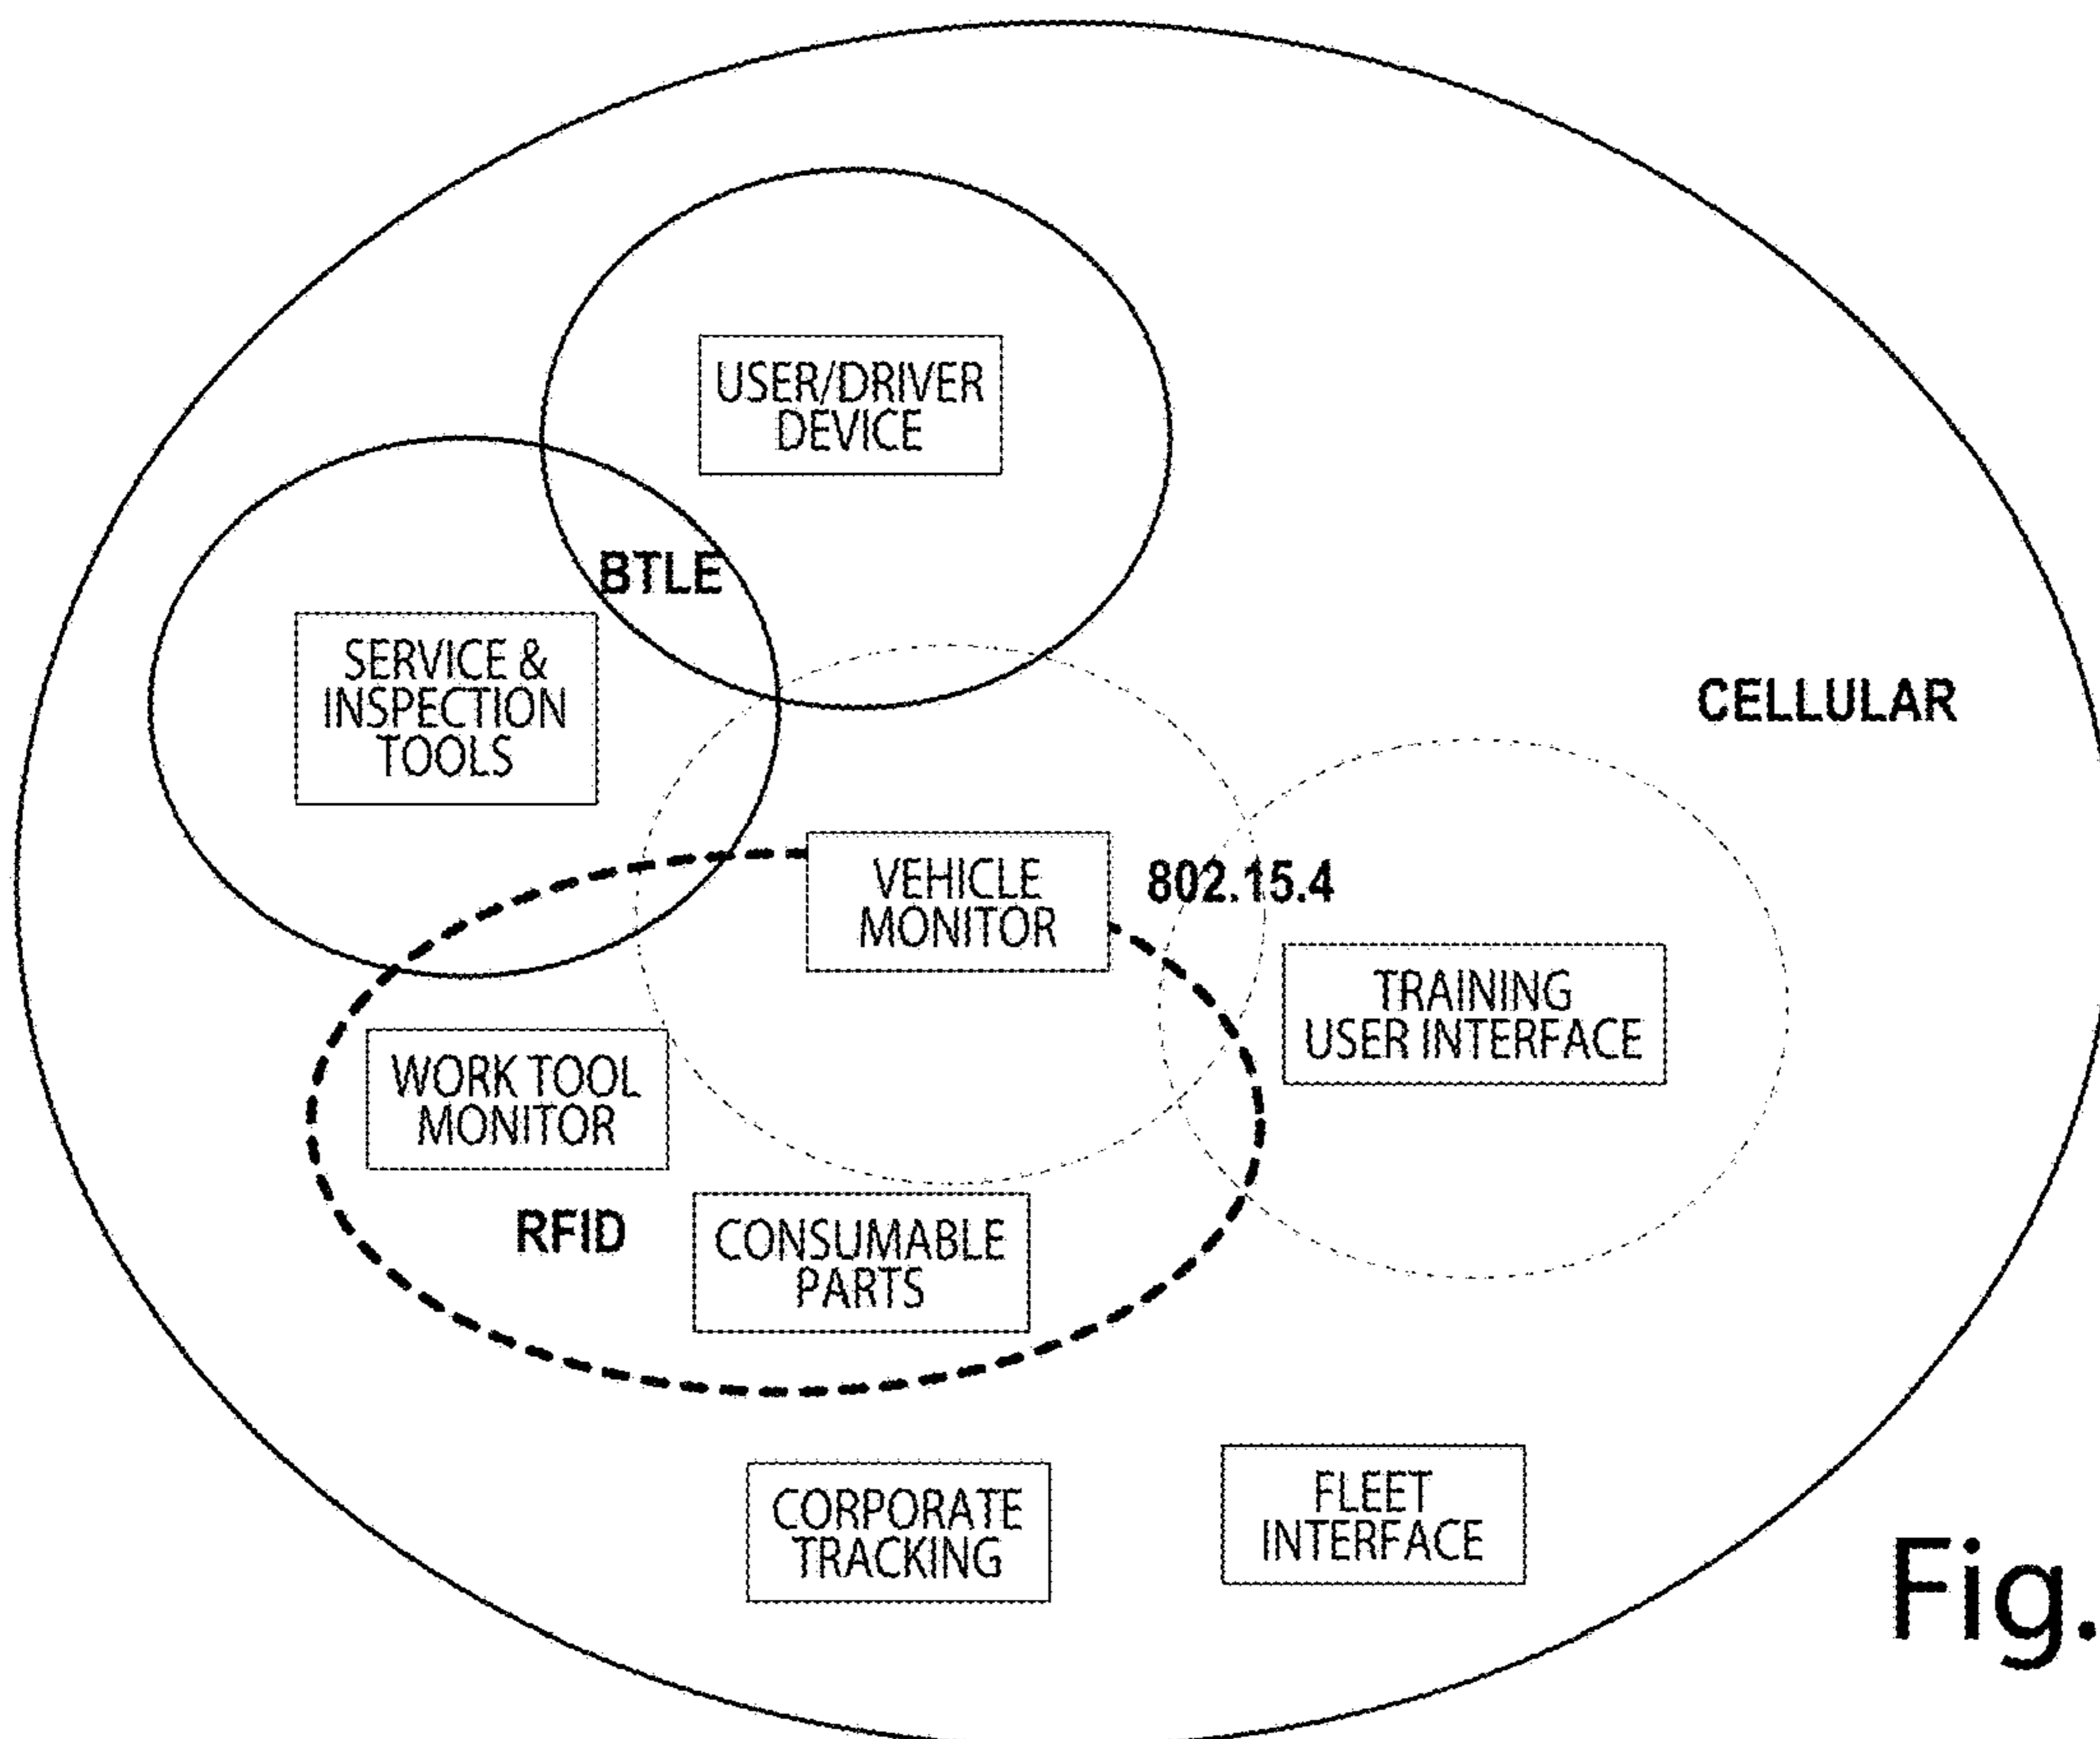 USER/DRIVER
DEVICE
BTLE
SERVICE &
INSPECTION
TOOLS
CELLULAR
VEHICLE
MONITOR
802.15.4
TRAINING
USER INTERFACE
WORK TOOL
MONITOR
RFID
CONSUMABLE
PARTS
CORPORATE
TRACKING
FLEET
INTERFACE
Fig.